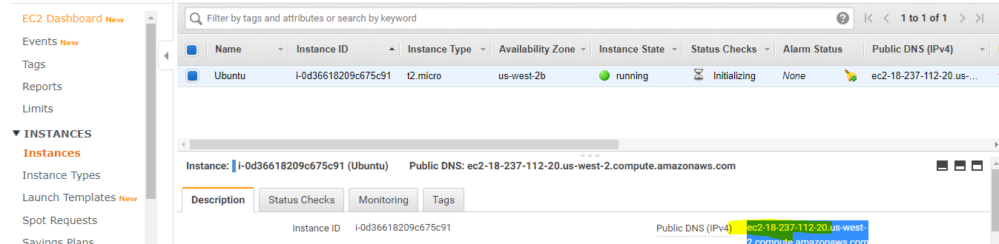 EC2 Dashboard New
Events New
Tags
Reports
Limits
INSTANCES
Instances
Instance Types
Launch Templates New
Spot Requests
Savings Plans
Filter by tags and attributes or search by keyword
1 to 1 of 1
Name Instance ID Instance Type Availability Zone Instance State Status Checks Alarm Status Public DNS (IPv4)
Ubuntu i-0d36618209c675c91 t2.micro us-west-2b running Initializing None ec2-18-237-112-20.us-...
Instance: i-0d36618209c675c91 (Ubuntu) Public DNS: ec2-18-237-112-20.us-west-2.compute.amazonaws.com
Description Status Checks Monitoring Tags
Instance ID i-0d36618209c675c91 Public DNS (IPv4) ec2-18-237-112-20.us-west-
2.compute.amazonaws.com